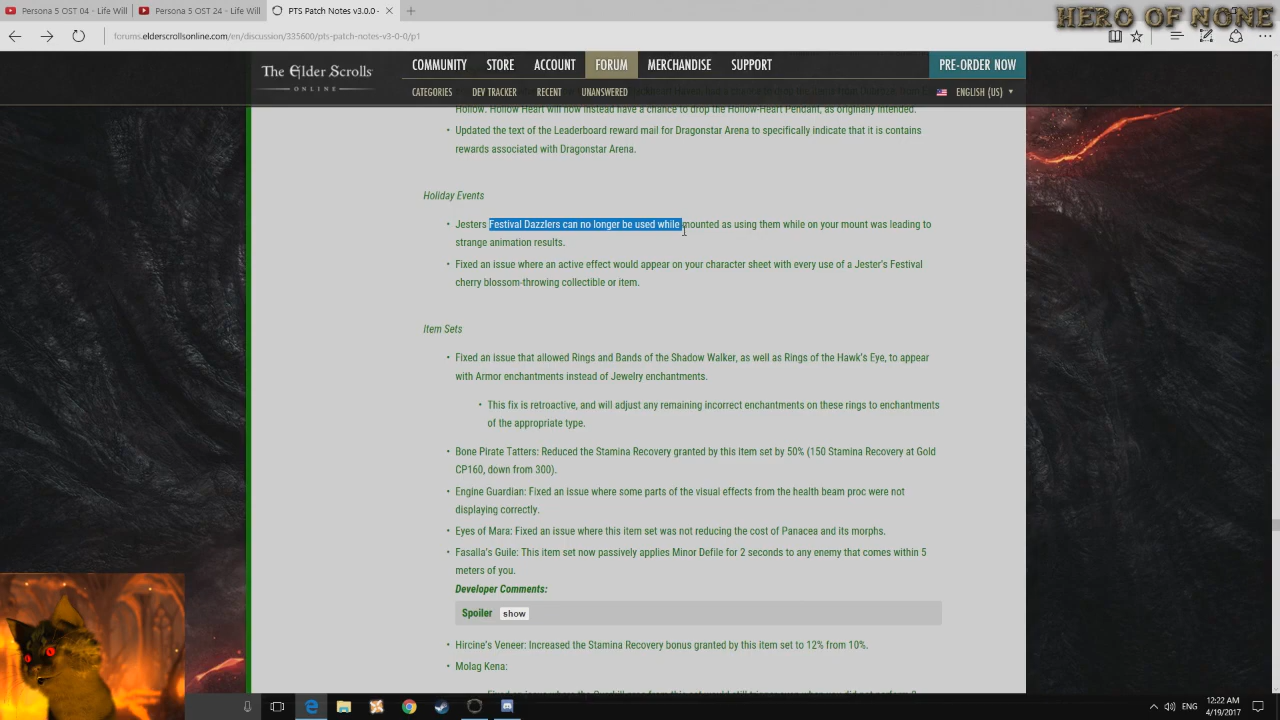 Persona 5 OST 04 - Life Will
Persona 5 OST 24 - Life Will
PTS Patch Notes v3.0.0 -
HERO OF NONE
forums.elderscrollsonline.com/en/discussion/335600/pts-patch-notes-v3-0-0/p1
The Elder Scrolls
ONLINE
COMMUNITY STORE ACCOUNT FORUM MERCHANDISE SUPPORT PRE-ORDER NOW
CATEGORIES DEV TRACKER RECENT UNANSWERED ENGLISH (US)
Hollow. Hollow Heart will now instead have a chance to drop the Hollow-Heart Pendant, as originally intended.
• Updated the text of the Leaderboard reward mail for Dragonstar Arena to specifically indicate that it is contains
rewards associated with Dragonstar Arena.
Holiday Events
• Jesters Festival Dazzlers can no longer be used while mounted as using them while on your mount was leading to
strange animation results.
• Fixed an issue where an active effect would appear on your character sheet with every use of a Jester's Festival
cherry blossom-throwing collectible or item.
Item Sets
• Fixed an issue that allowed Rings and Bands of the Shadow Walker, as well as Rings of the Hawk's Eye, to appear
with Armor enchantments instead of Jewelry enchantments.
• This fix is retroactive, and will adjust any remaining incorrect enchantments on these rings to enchantments
of the appropriate type.
• Bone Pirate Tatters: Reduced the Stamina Recovery granted by this item set by 50% (150 Stamina Recovery at Gold
CP160, down from 300).
• Engine Guardian: Fixed an issue where some parts of the visual effects from the health beam proc were not
displaying correctly.
• Eyes of Mara: Fixed an issue where this item set was not reducing the cost of Panacea and its morphs.
• Fasalla's Guile: This item set now passively applies Minor Defile for 2 seconds to any enemy that comes within 5
meters of you.
Developer Comments:
Spoiler show
• Hircine's Veneer: Increased the Stamina Recovery bonus granted by this item set to 12% from 10%.
• Molag Kena:
ENG
12:22 AM
4/19/2017